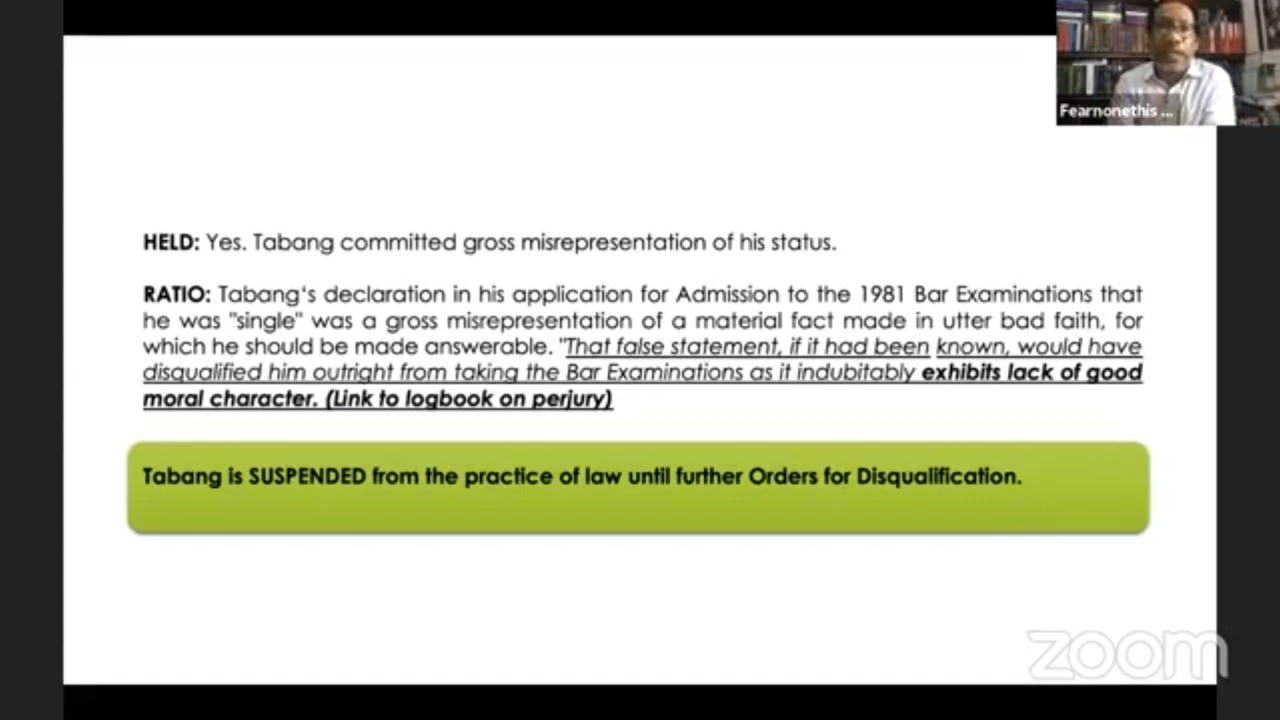 Fearnonethis ...
HELD: Yes. Tabang committed gross misrepresentation of his status.
RATIO: Tabang‘s declaration in his application for Admission to the 1981 Bar Examinations that
he was "single" was a gross misrepresentation of a material fact made in utter bad faith, for
which he should be made answerable. "That false statement, if it had been known, would have
disqualified him outright from taking the Bar Examinations as it indubitably exhibits lack of good
moral character. (Link to logbook on perjury)
Tabang is SUSPENDED from the practice of law until further Orders for Disqualification.
zoom